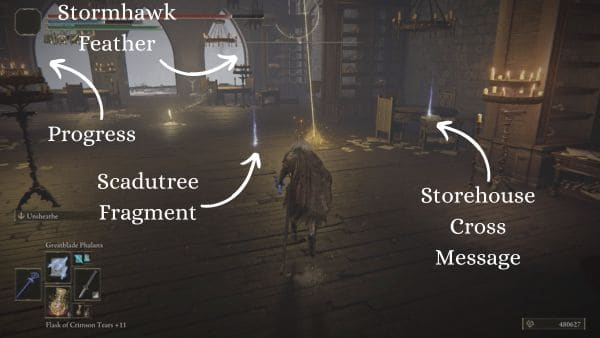 Stormhawk
Feather
Progress
Scadutree
Fragment
Storehouse
Cross
Message
Unsheathe
Greatblade Phalanx
Flask of Crimson Tears +11
480627